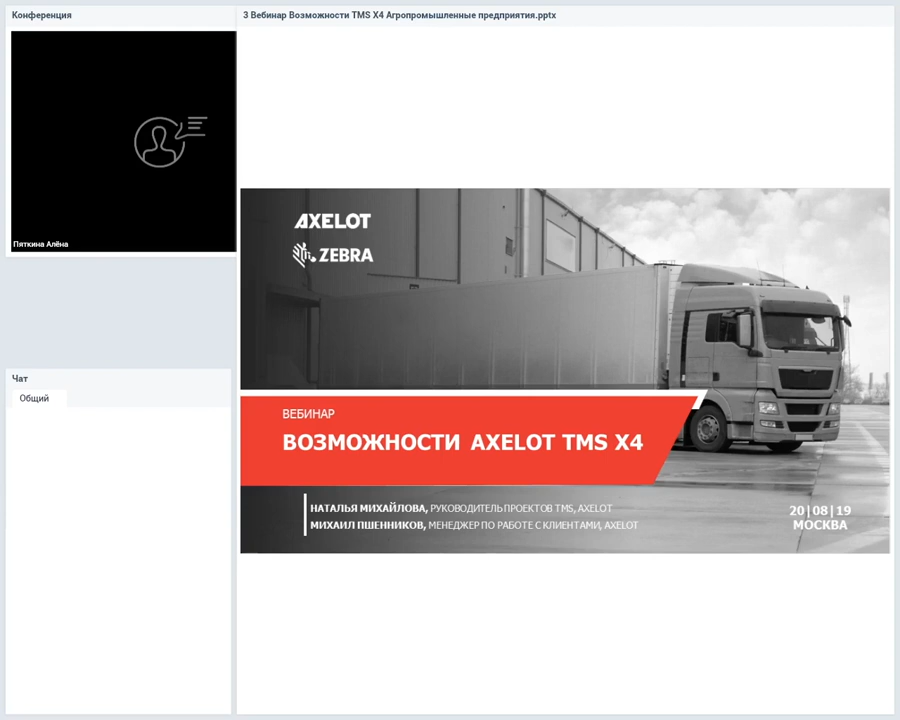 Конференция
3 Вебинар Возможности TMS X4 Агропромышленные предприятия.pptx
Пяткина Алёна
AXELOT
ZEBRA
ВЕБИНАР
ВОЗМОЖНОСТИ AXELOT TMS X4
НАТАЛЬЯ МИХАЙЛОВА, РУКОВОДИТЕЛЬ ПРОЕКТОВ TMS, AXELOT
МИХАИЛ ПШЕННИКОВ, МЕНЕДЖЕР ПО РАБОТЕ С КЛИЕНТАМИ, AXELOT
20|08|19
МОСКВА
Чат
Общий